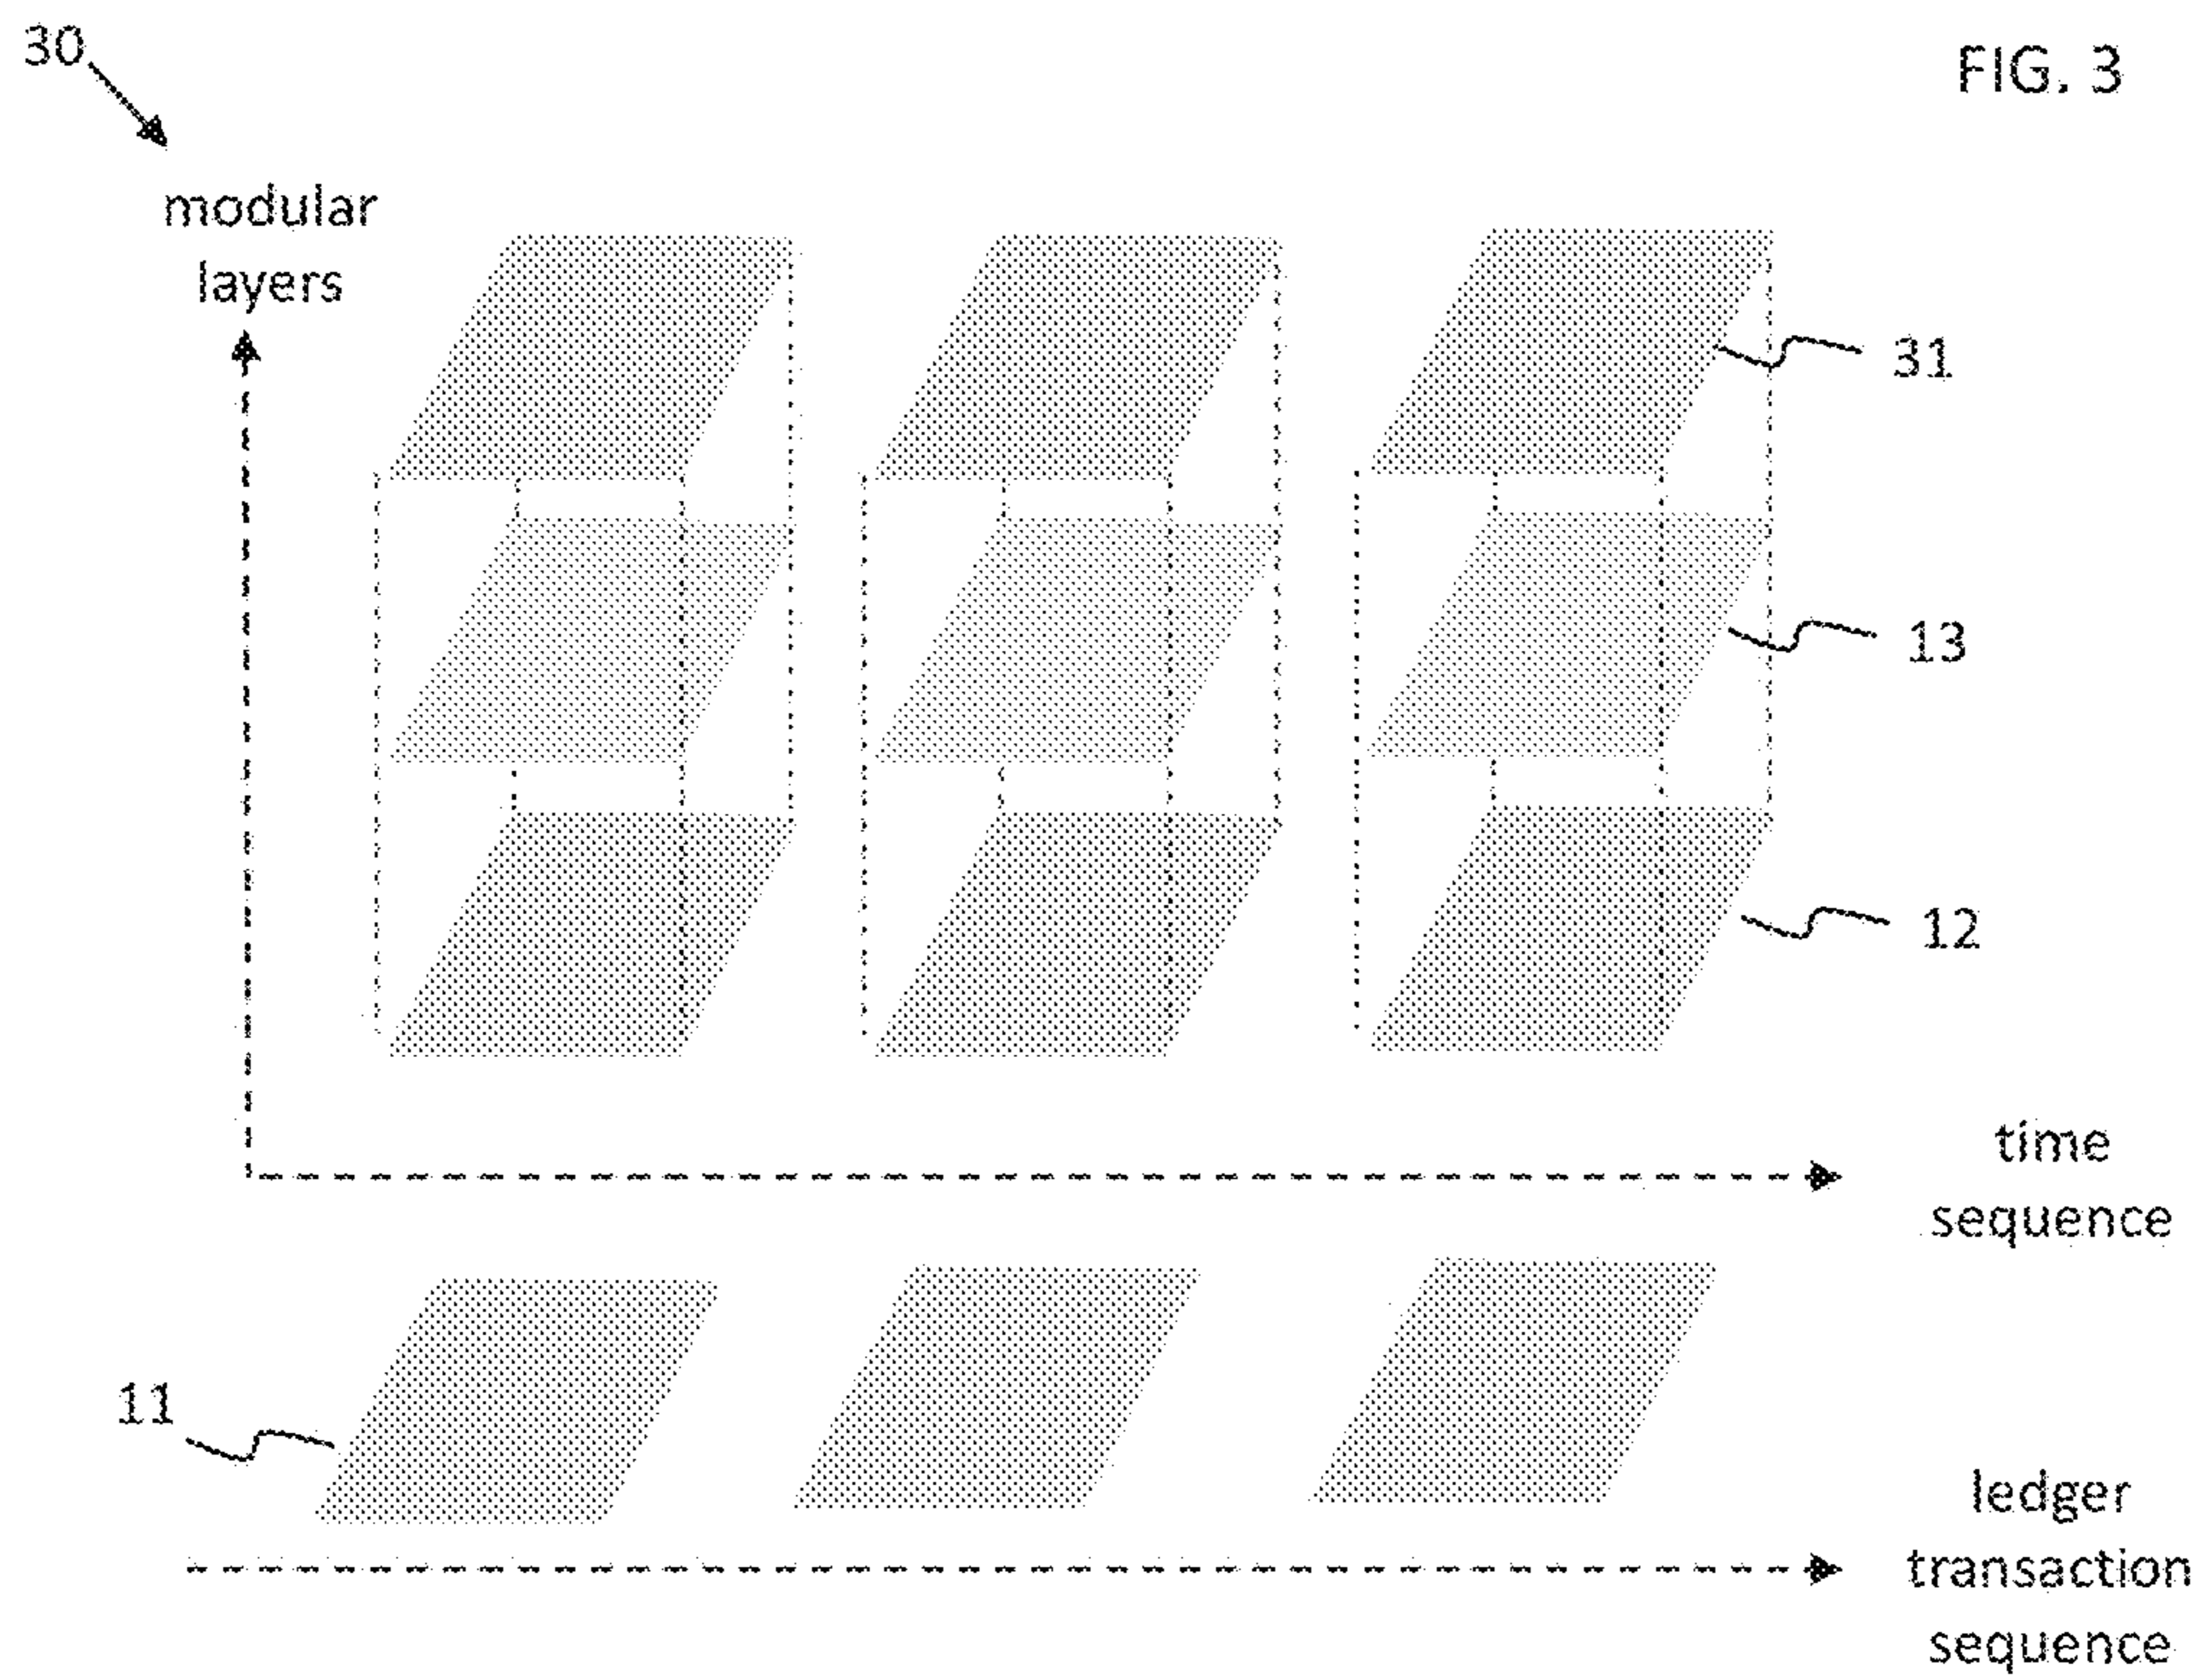 30
FIG. 3
modular
layers
31
13
12
time
sequence
11
ledger
transaction
sequence